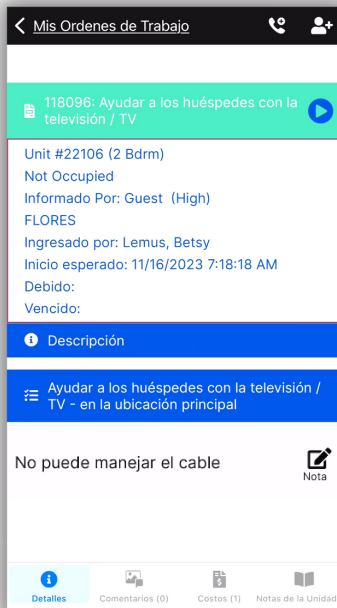 Mis Ordenes de Trabajo
118096: Ayudar a los huéspedes con la
televisión / TV
Unit #22106 (2 Bdrm)
Not Occupied
Informado Por: Guest  (High)
FLORES
Ingresado por: Lemus, Betsy
Inicio esperado: 11/16/2023 7:18:18 AM
Debido:
Vencido:
Descripción
Ayudar a los huéspedes con la televisión /
TV - en la ubicación principal
No puede manejar el cable
Nota
Detalles
Comentarios (0)
Costos (1)
Notas de la Unidad